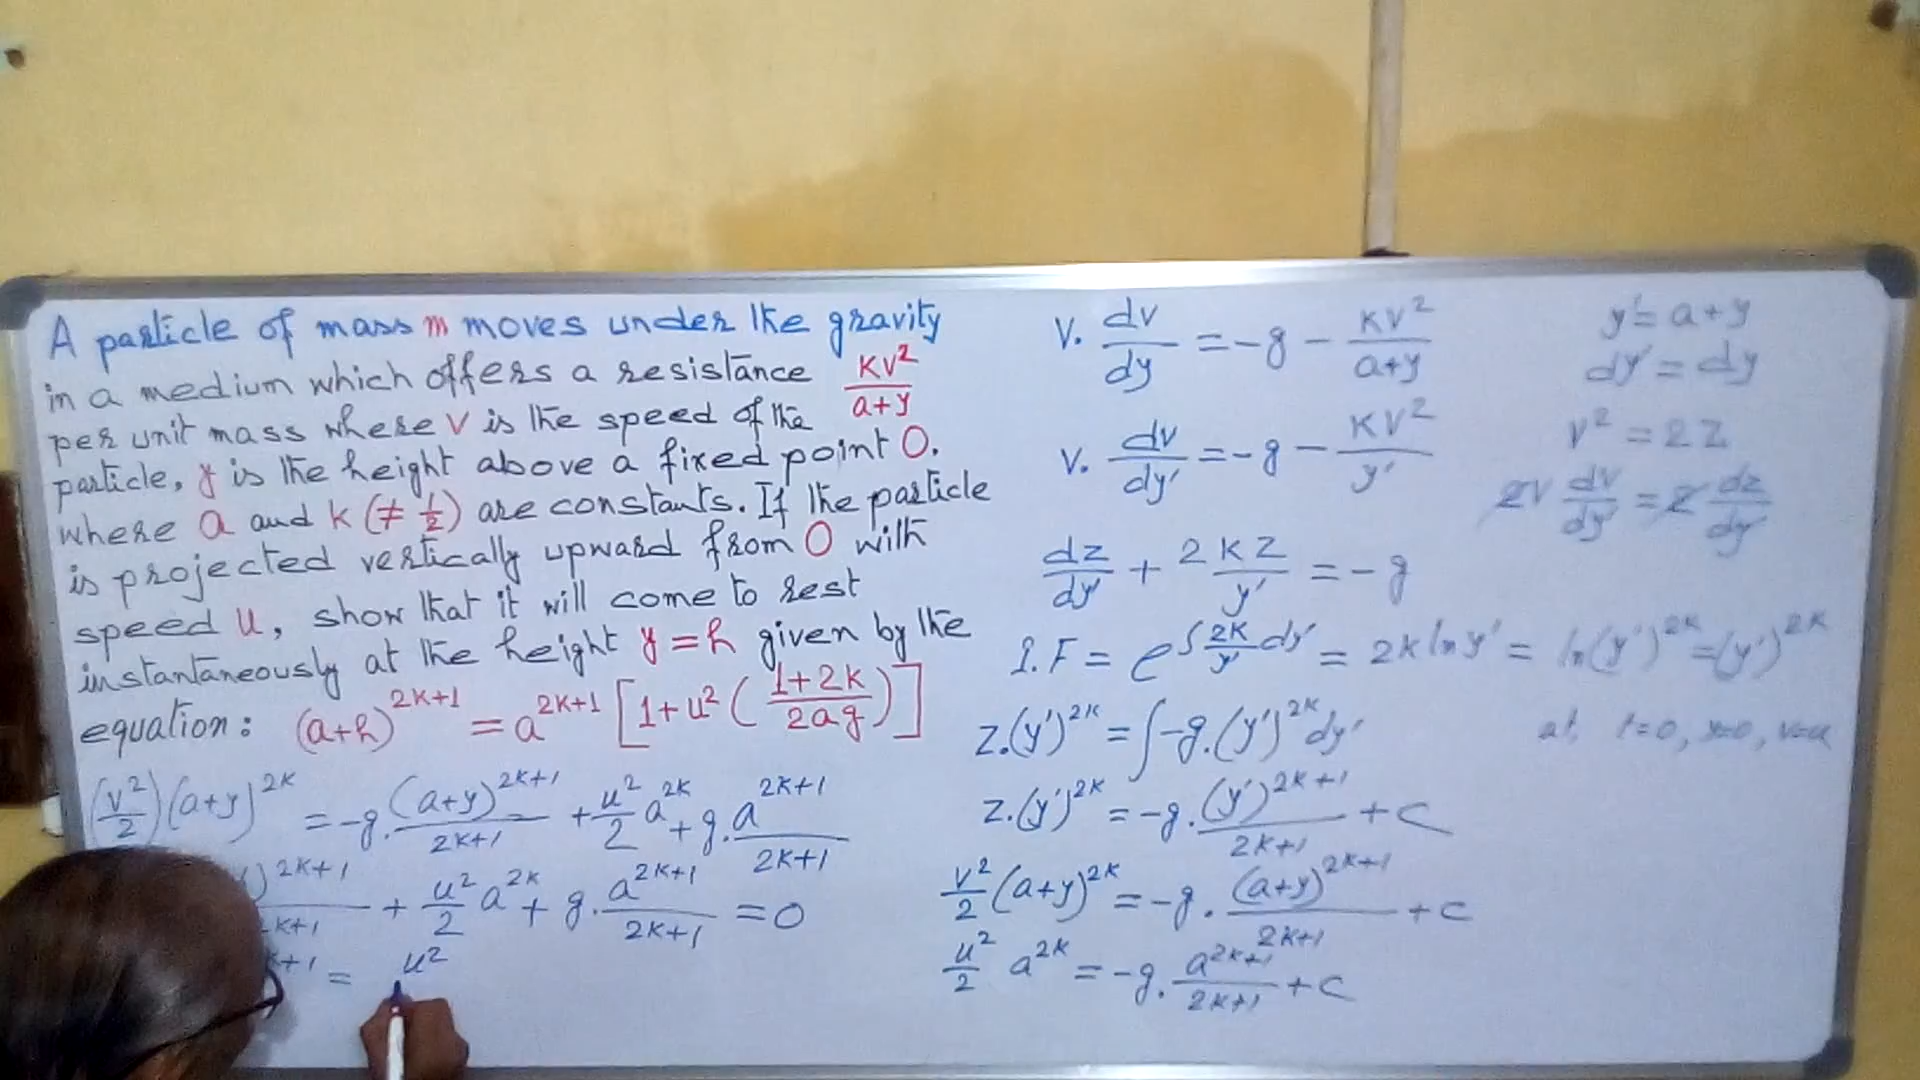 A particle of mass m moves under the gravity
in a medium which offers a resistance KV²/(a+y)
per unit mass where V is the speed of the
particle, y is the height above a fixed point O.
where a and K (≠ 1/2) are constants. If the particle
is projected vertically upward from O with
speed u, show that it will come to rest
instantaneously at the height y = h given by the
equation: (a+h)^(2K+1) = a^(2K+1) [1+u² ((1+2K)/(2ag))]
(V²/2)(a+y)^(2K) = -g.(a+y)^(2K+1)/(2K+1) + u²/2 a^(2K) + g.a^(2K+1)/(2K+1)
)^(2K+1)/K+1 + u²/2 a^(2K) + g.a^(2K+1)/(2K+1) = 0
K+1 = u²
V. dv/dy = -g - KV²/(a+y)
y' = a+y
dy' = dy
V. dv/dy' = -g - KV²/y'
V² = 2Z
2V dv/dy' = 2 dz/dy'
dz/dy' + 2KZ/y' = -g
I.F = e^(∫ 2K/y' dy') = 2K ln y' = ln(y')^(2K) = (y')^(2K)
Z.(y')^(2K) = ∫-g.(y')^(2K) dy'
at, t=0, y=0, v=u
Z.(y')^(2K) = -g.(y')^(2K+1)/(2K+1) + C
V²/2 (a+y)^(2K) = -g.(a+y)^(2K+1)/(2K+1) + C
u²/2 a^(2K) = -g.a^(2K+1)/(2K+1) + C